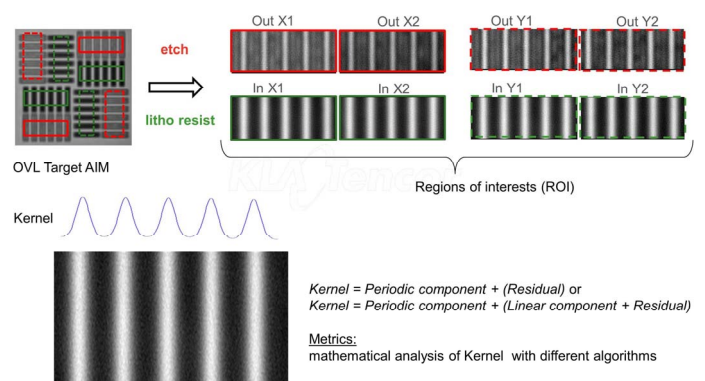 Out X1 Out X2 Out Y1 Out Y2
etch
In X1 In X2 In Y1 In Y2
litho resist
OVL Target AIM
KLA Tencor
Regions of interests (ROI)
Kernel
Kernel = Periodic component + (Residual) or
Kernel = Periodic component + (Linear component + Residual)
Metrics:
mathematical analysis of Kernel with different algorithms